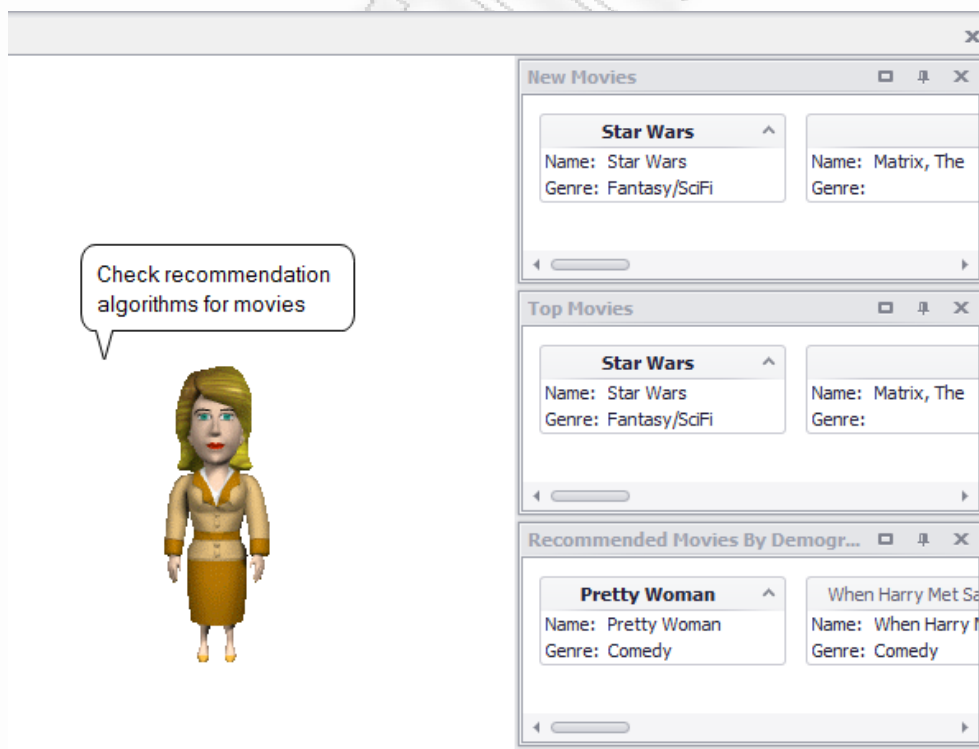 New Movies
Star Wars
Name: Star Wars
Genre: Fantasy/SciFi
Name: Matrix, The
Genre:
Check recommendation
algorithms for movies
Top Movies
Star Wars
Name: Star Wars
Genre: Fantasy/SciFi
Name: Matrix, The
Genre:
Recommended Movies By Demogr...
Pretty Woman
Name: Pretty Woman
Genre: Comedy
When Harry Met Sa
Name: When Harry M
Genre: Comedy